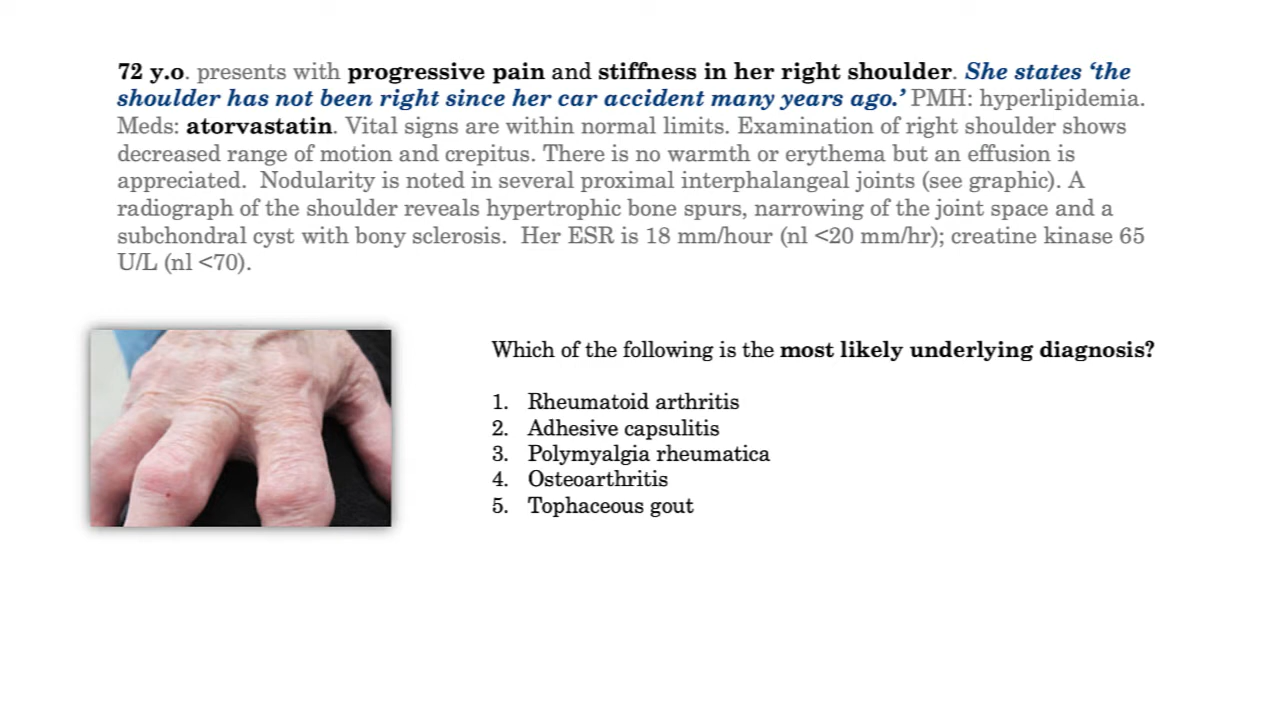 72 y.o. presents with progressive pain and stiffness in her right shoulder. She states ‘the
shoulder has not been right since her car accident many years ago.’ PMH: hyperlipidemia.
Meds: atorvastatin. Vital signs are within normal limits. Examination of right shoulder shows
decreased range of motion and crepitus. There is no warmth or erythema but an effusion is
appreciated.  Nodularity is noted in several proximal interphalangeal joints (see graphic). A
radiograph of the shoulder reveals hypertrophic bone spurs, narrowing of the joint space and a
subchondral cyst with bony sclerosis.  Her ESR is 18 mm/hour (nl <20 mm/hr); creatine kinase 65
U/L (nl <70).
Which of the following is the most likely underlying diagnosis?
1. Rheumatoid arthritis
2. Adhesive capsulitis
3. Polymyalgia rheumatica
4. Osteoarthritis
5. Tophaceous gout